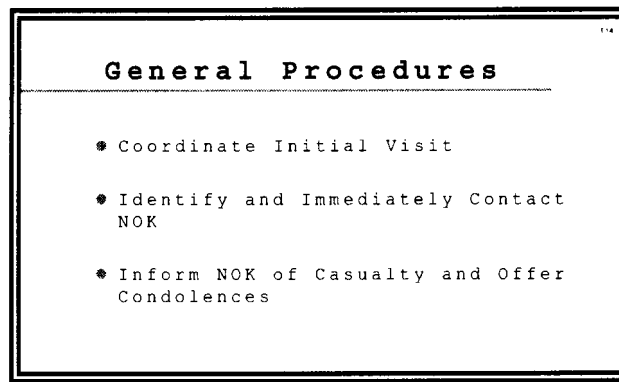 General Procedures
Coordinate Initial Visit
Identify and Immediately Contact
NOK
Inform NOK of Casualty and Offer
Condolences